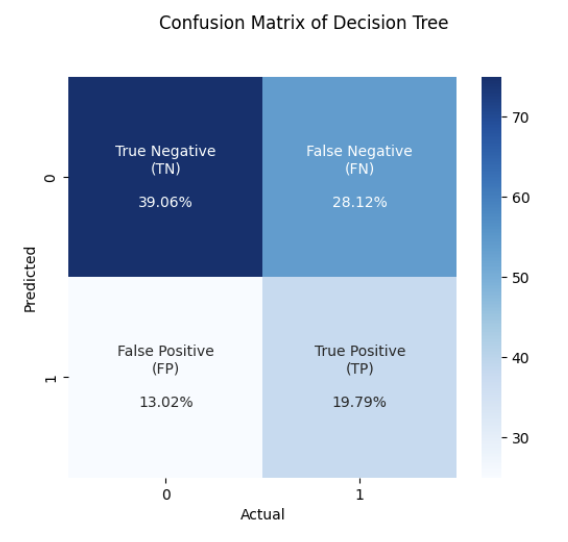 Confusion Matrix of Decision Tree
True Negative
(TN)
39.06%
False Negative
(FN)
28.12%
False Positive
(FP)
13.02%
True Positive
(TP)
19.79%
0
1
Predicted
0
1
Actual
70
60
50
40
30